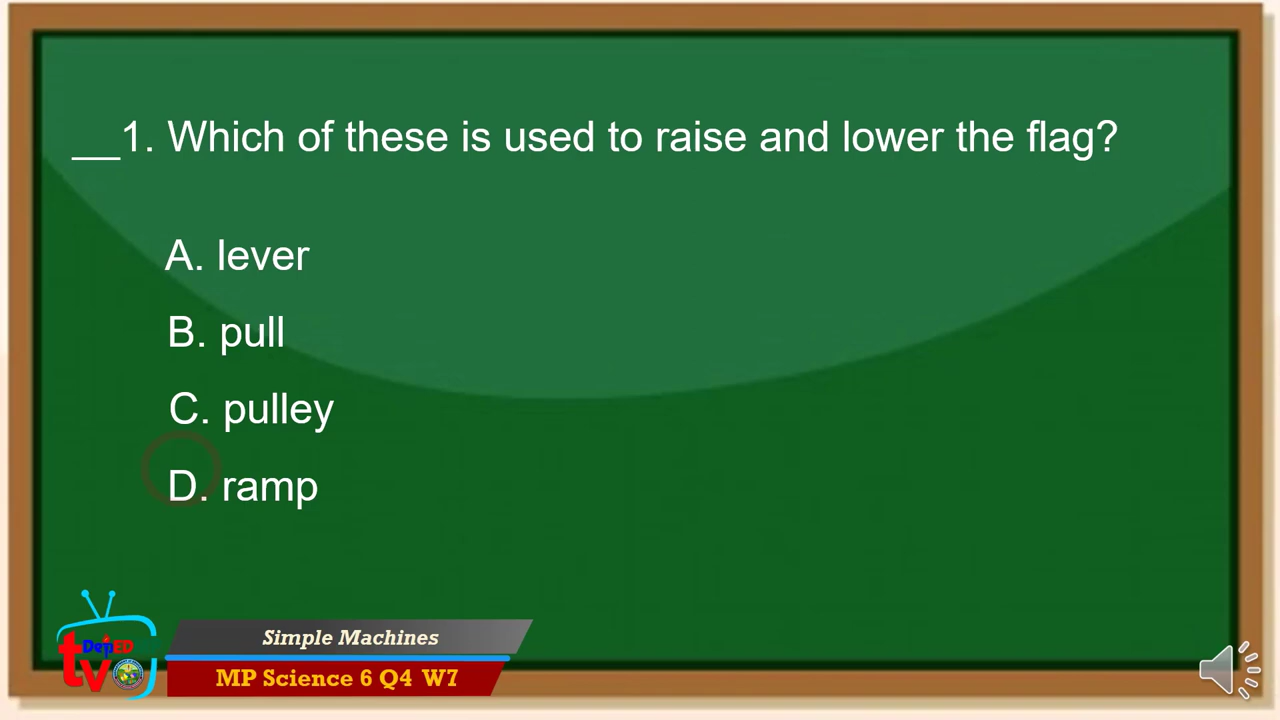 __1. Which of these is used to raise and lower the flag?
A. lever
B. pull
C. pulley
D. ramp
DepED
tv
Simple Machines
MP Science 6 Q4 W7